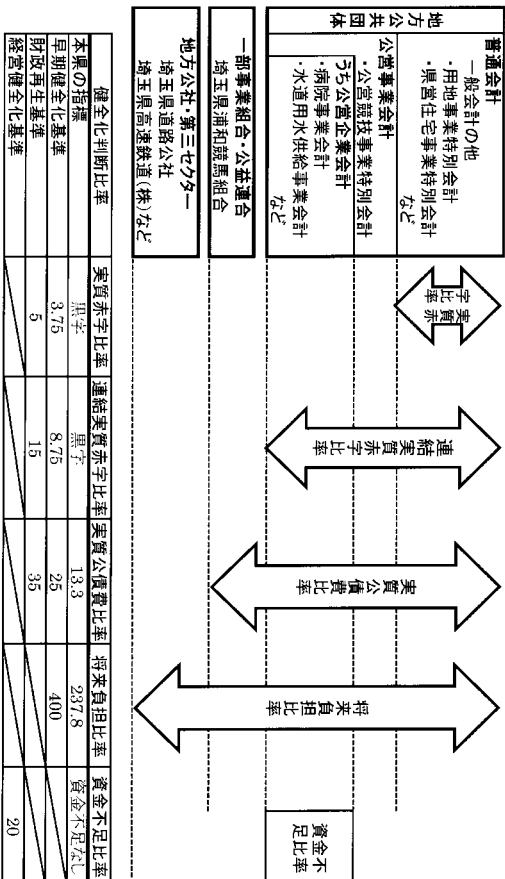 地方公共団体
普通会計
一般会計の他
・用地事業特別会計
・県営住宅事業特別会計
など
公営事業会計
・公営競技事業特別会計
うち公営企業会計
・病院事業会計
・水道用水供給事業会計
など
一部事業組合・公益連合
埼玉県浦和競馬組合
地方公社・第三セクター
埼玉県道路公社
埼玉県高速鉄道(株)など
実質赤字比率
連結実質赤字比率
実質公債費比率
将来負担比率
資金不足比率
健全化判断比率 実質赤字比率 連結実質赤字比率 実質公債費比率 将来負担比率 資金不足比率
本県の指標 黒字 黒字 13.3 237.8 資金不足なし
早期健全化基準 3.75 8.75 25 400
財政再生基準 5 15 35
経営健全化基準 20